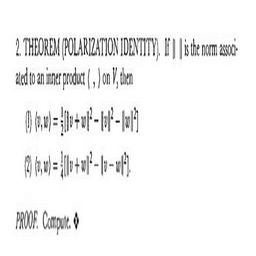 2. THEOREM (POLARIZATION IDENTITY). If ‖ ‖ is the norm associ-
ated to an inner product ( , ) on V, then
(1) (v, w) = ½[‖v + w‖² − ‖v‖² − ‖w‖²]
(2) (v, w) = ¼[‖v + w‖² − ‖v − w‖²].
PROOF. Compute. ❖